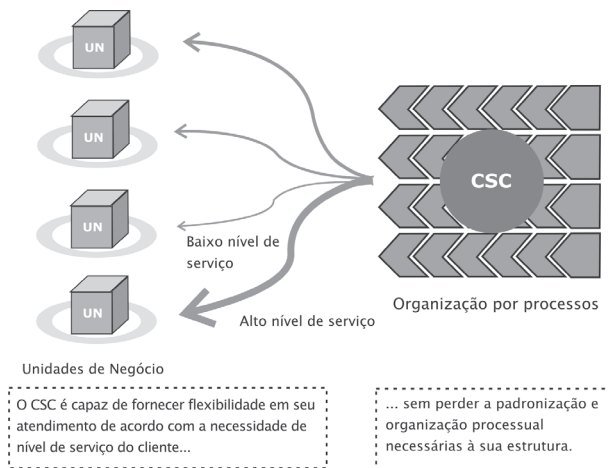 UN
UN
UN
UN
CSC
Baixo nível de
serviço
Alto nível de serviço
Organização por processos
Unidades de Negócio
O CSC é capaz de fornecer flexibilidade em seu
atendimento de acordo com a necessidade de
nível de serviço do cliente...
... sem perder a padronização e
organização processual
necessárias à sua estrutura.